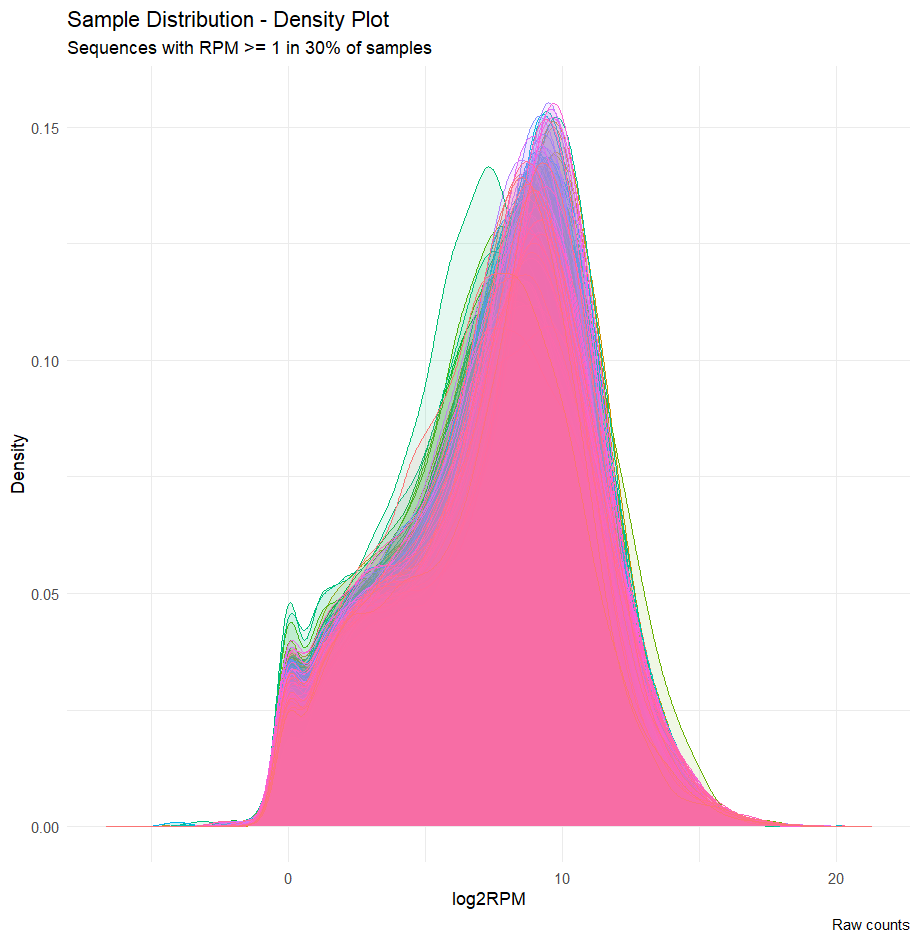 Sample Distribution - Density Plot
Sequences with RPM >= 1 in 30% of samples
0.15
0.10
0.05
0.00
Density
0
10
20
log2RPM
Raw counts